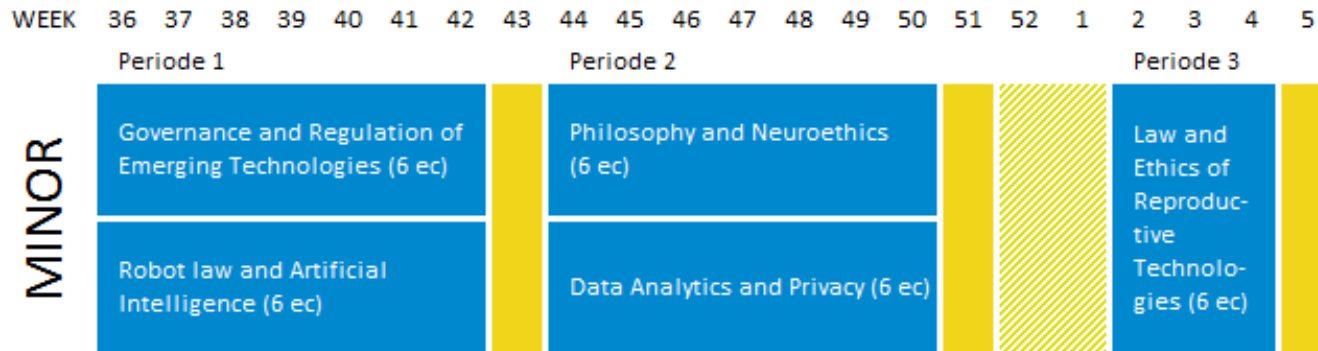 WEEK 36 37 38 39 40 41 42 43 44 45 46 47 48 49 50 51 52 1 2 3 4 5
Periode 1 Periode 2 Periode 3
MINOR
Governance and Regulation of
Emerging Technologies (6 ec)
Robot law and Artificial
Intelligence (6 ec)
Philosophy and Neuroethics
(6 ec)
Data Analytics and Privacy (6 ec)
Law and
Ethics of
Reproduc-
tive
Technolo-
gies (6 ec)